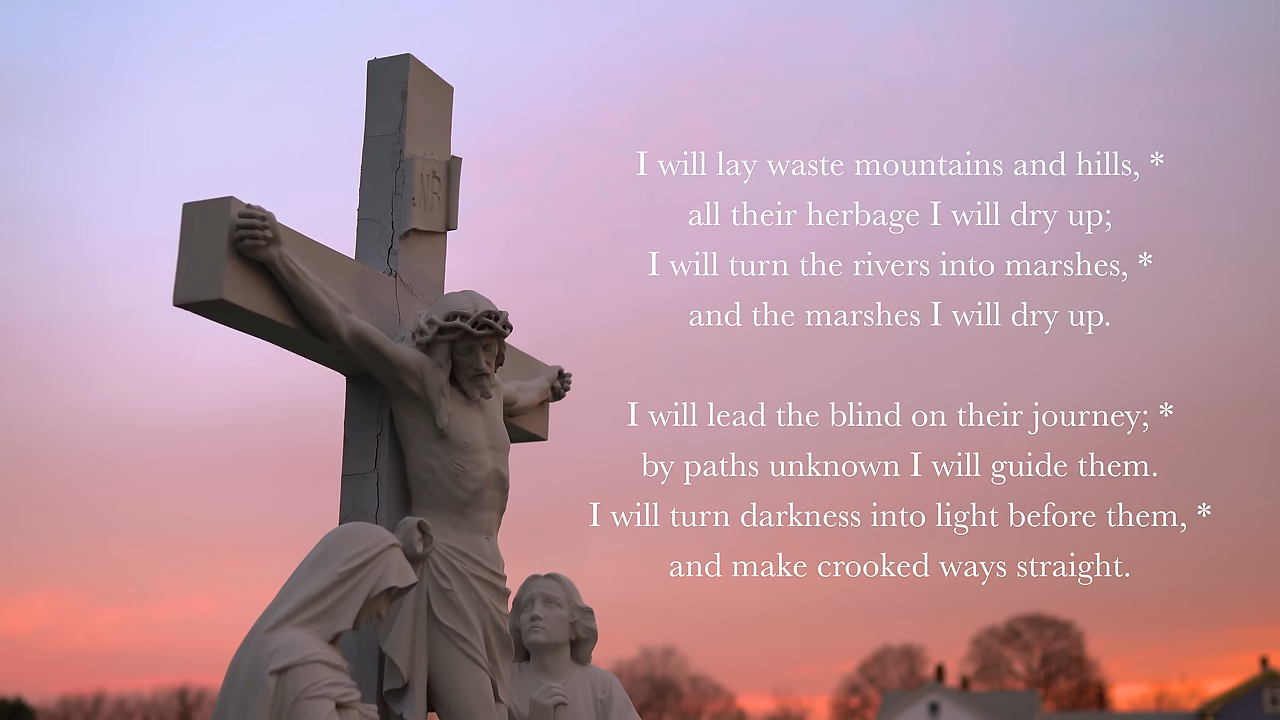 INRI
I will lay waste mountains and hills, *
all their herbage I will dry up;
I will turn the rivers into marshes, *
and the marshes I will dry up.
I will lead the blind on their journey; *
by paths unknown I will guide them.
I will turn darkness into light before them, *
and make crooked ways straight.